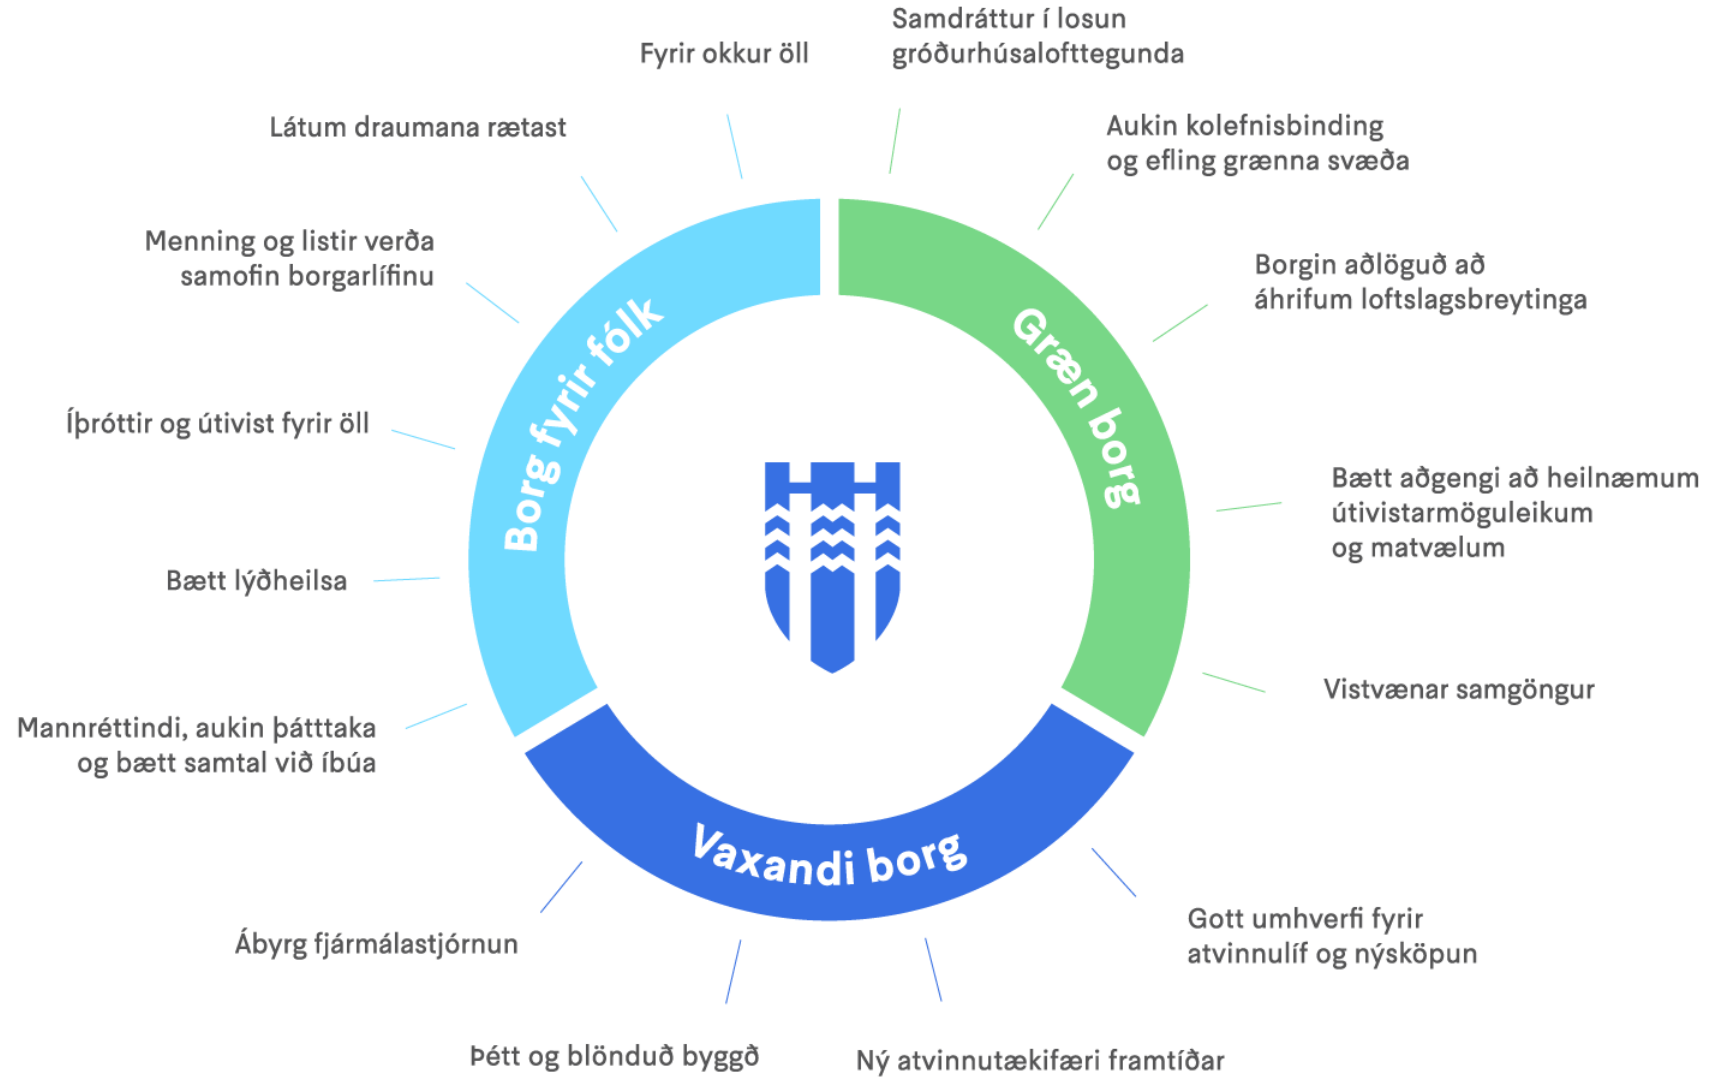 Fyrir okkur öll
Samdráttur í losun
gróðurhúsalofttegunda
Látum draumana rætast
Aukin kolefnisbinding
og efling grænna svæða
Menning og listir verða
samofin borgarlífinu
Borgin aðlöguð að
áhrifum loftslagsbreytinga
Borg fyrir fólk
Græn borg
Íþróttir og útivist fyrir öll
Bætt aðgengi að heilnæmum
útivistarmöguleikum
og matvælum
Bætt lýðheilsa
Vistvænar samgöngur
Mannréttindi, aukin þátttaka
og bætt samtal við íbúa
Vaxandi borg
Ábyrg fjármálastjórnun
Gott umhverfi fyrir
atvinnulíf og nýsköpun
Þétt og blönduð byggð
Ný atvinnutækifæri framtíðar